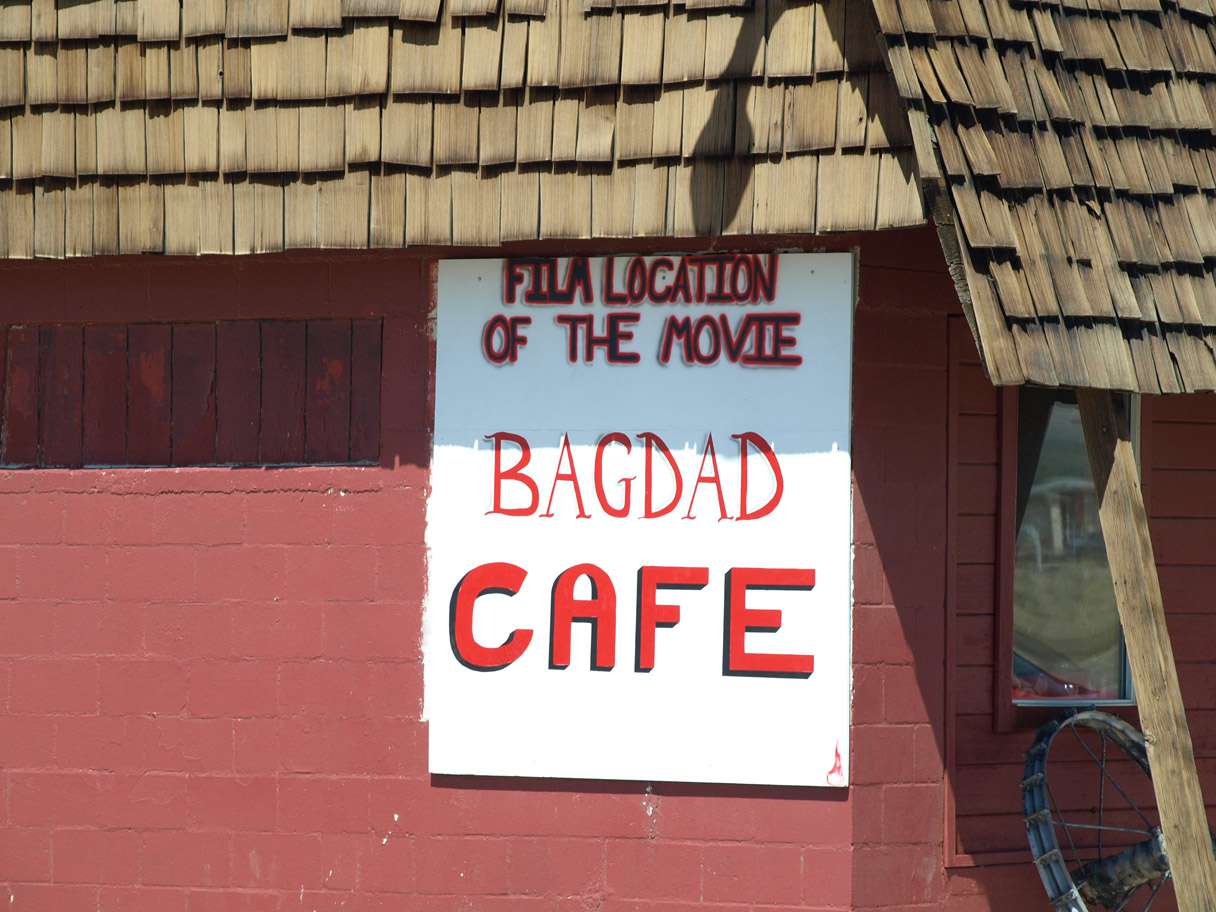 FILM LOCATION
OF THE MOVIE
BAGDAD
CAFE